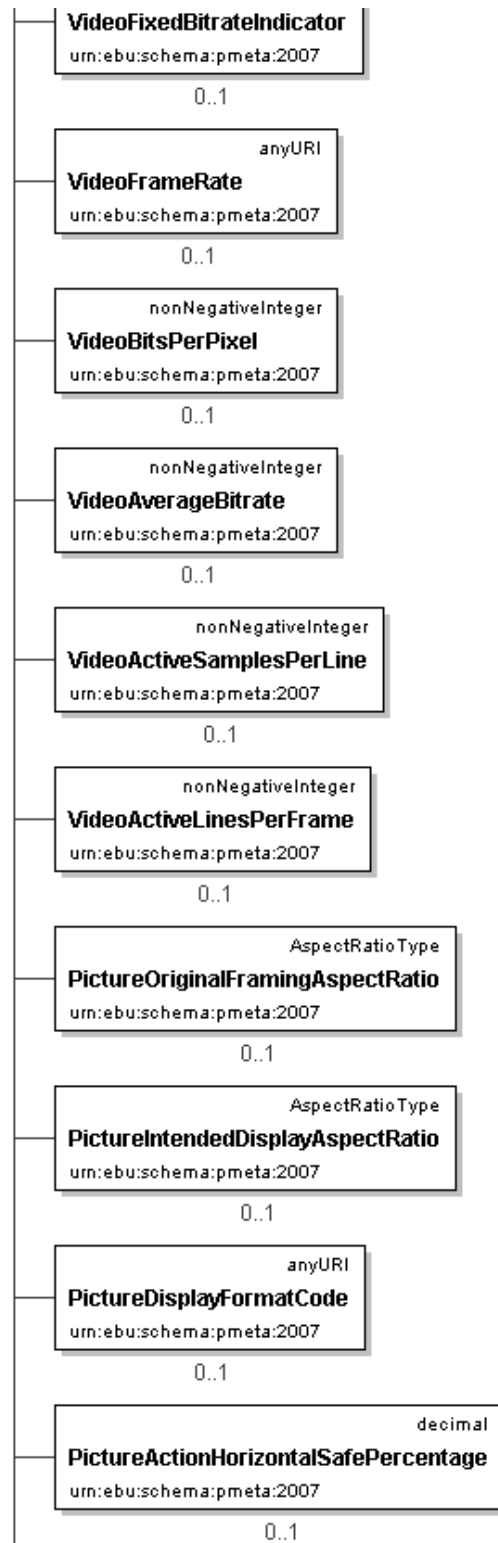 VideoFixedBitrateIndicator
urn:ebu:schema:pmeta:2007
0..1
anyURI
VideoFrameRate
urn:ebu:schema:pmeta:2007
0..1
nonNegativeInteger
VideoBitsPerPixel
urn:ebu:schema:pmeta:2007
0..1
nonNegativeInteger
VideoAverageBitrate
urn:ebu:schema:pmeta:2007
0..1
nonNegativeInteger
VideoActiveSamplesPerLine
urn:ebu:schema:pmeta:2007
0..1
nonNegativeInteger
VideoActiveLinesPerFrame
urn:ebu:schema:pmeta:2007
0..1
AspectRatioType
PictureOriginalFramingAspectRatio
urn:ebu:schema:pmeta:2007
0..1
AspectRatioType
PictureIntendedDisplayAspectRatio
urn:ebu:schema:pmeta:2007
0..1
anyURI
PictureDisplayFormatCode
urn:ebu:schema:pmeta:2007
0..1
decimal
PictureActionHorizontalSafePercentage
urn:ebu:schema:pmeta:2007
0..1